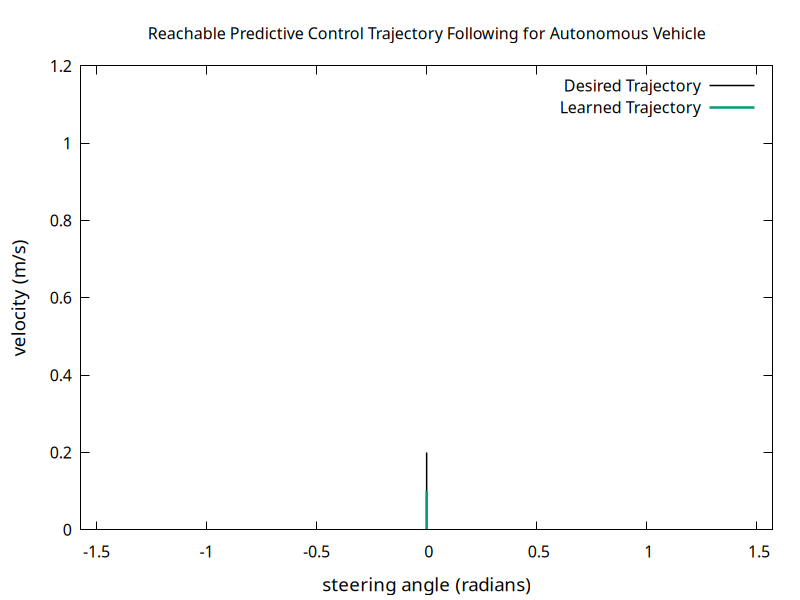 Reachable Predictive Control Trajectory Following for Autonomous Vehicle
Desired Trajectory
Learned Trajectory
velocity (m/s)
1.2
1
0.8
0.6
0.4
0.2
0
-1.5 -1 -0.5 0 0.5 1 1.5
steering angle (radians)